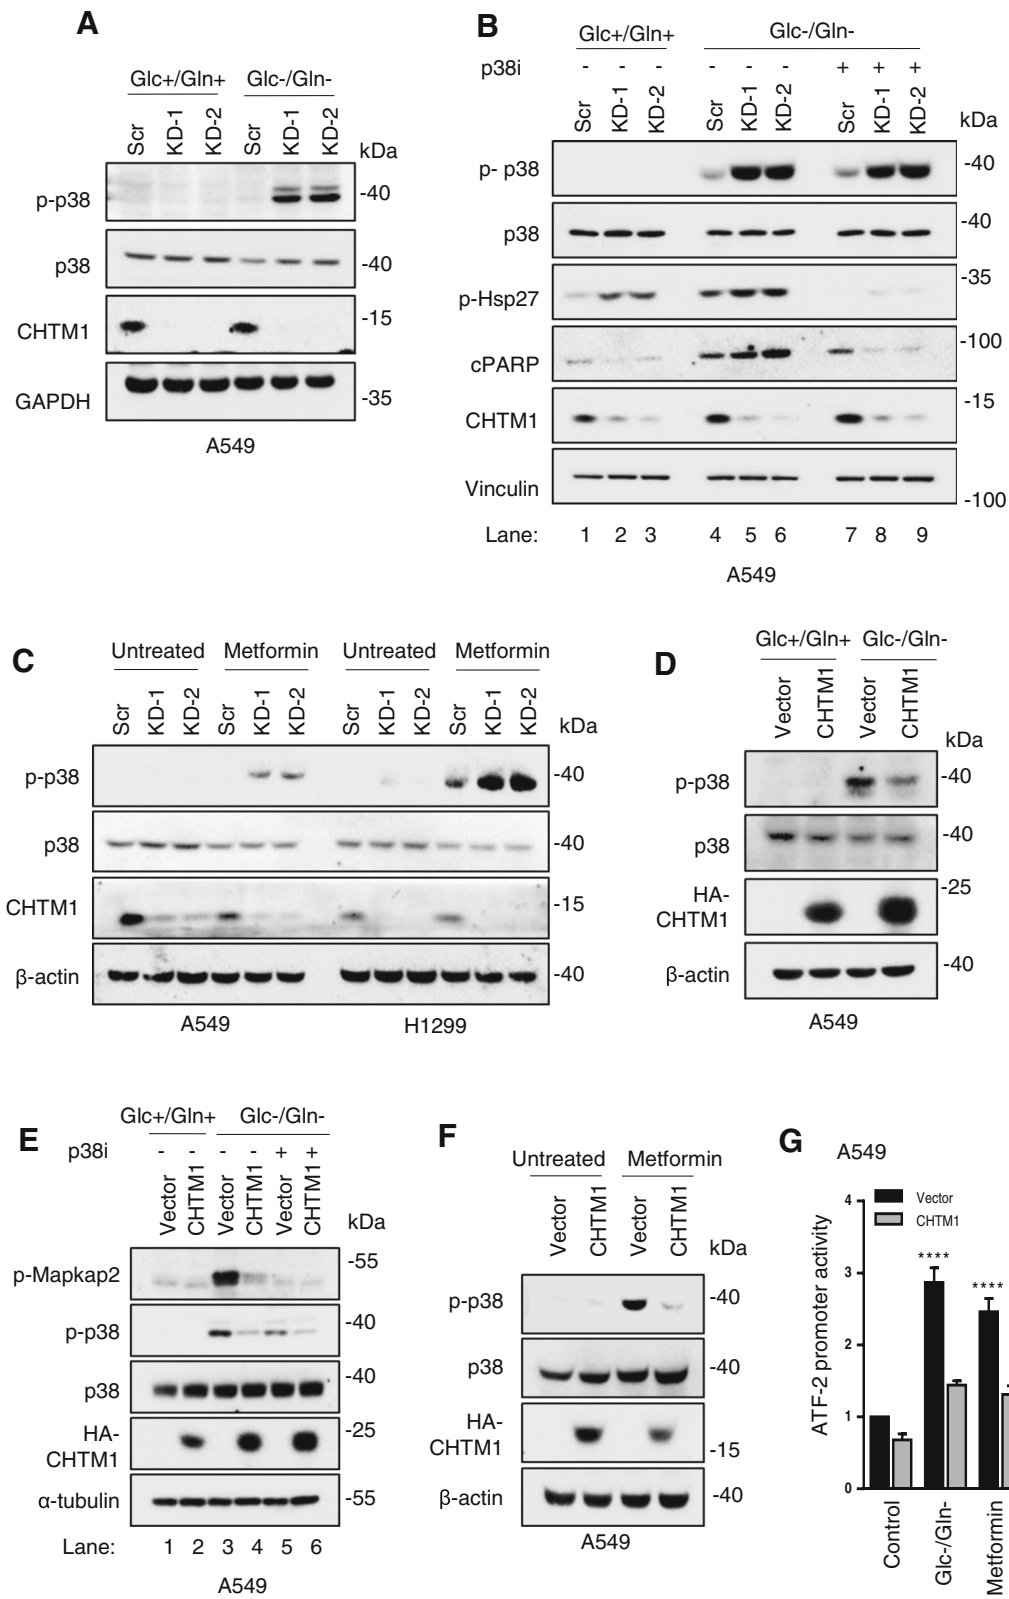 A
Glc+/Gln+ Glc-/Gln-
Scr KD-1 KD-2 Scr KD-1 KD-2
kDa
p-p38 -40
p38 -40
CHTM1 -15
GAPDH -35
A549
B
Glc+/Gln+ Glc-/Gln-
p38i - - - - - - + + +
Scr KD-1 KD-2 Scr KD-1 KD-2 Scr KD-1 KD-2
kDa
p- p38 -40
p38 -40
p-Hsp27 -35
cPARP -100
CHTM1 -15
Vinculin -100
Lane: 1 2 3 4 5 6 7 8 9
A549
C
Untreated Metformin Untreated Metformin
Scr KD-1 KD-2 Scr KD-1 KD-2 Scr KD-1 KD-2 Scr KD-1 KD-2
kDa
p-p38 -40
p38 -40
CHTM1 -15
β-actin -40
A549 H1299
D
Glc+/Gln+ Glc-/Gln-
Vector CHTM1 Vector CHTM1
kDa
p-p38 -40
p38 -40
HA-
CHTM1 -25
β-actin -40
A549
E
Glc+/Gln+ Glc-/Gln-
p38i - - - - + +
Vector CHTM1 Vector CHTM1 Vector CHTM1
kDa
p-Mapkap2 -55
p-p38 -40
p38 -40
HA-
CHTM1 -25
α-tubulin -55
Lane: 1 2 3 4 5 6
A549
F
Untreated Metformin
Vector CHTM1 Vector CHTM1
kDa
p-p38 -40
p38 -40
HA-
CHTM1 -15
β-actin -40
A549
G
A549
Vector
CHTM1
ATF-2 promoter activity
4
3
2
1
0
****
****
Control Glc-/Gln- Metformin